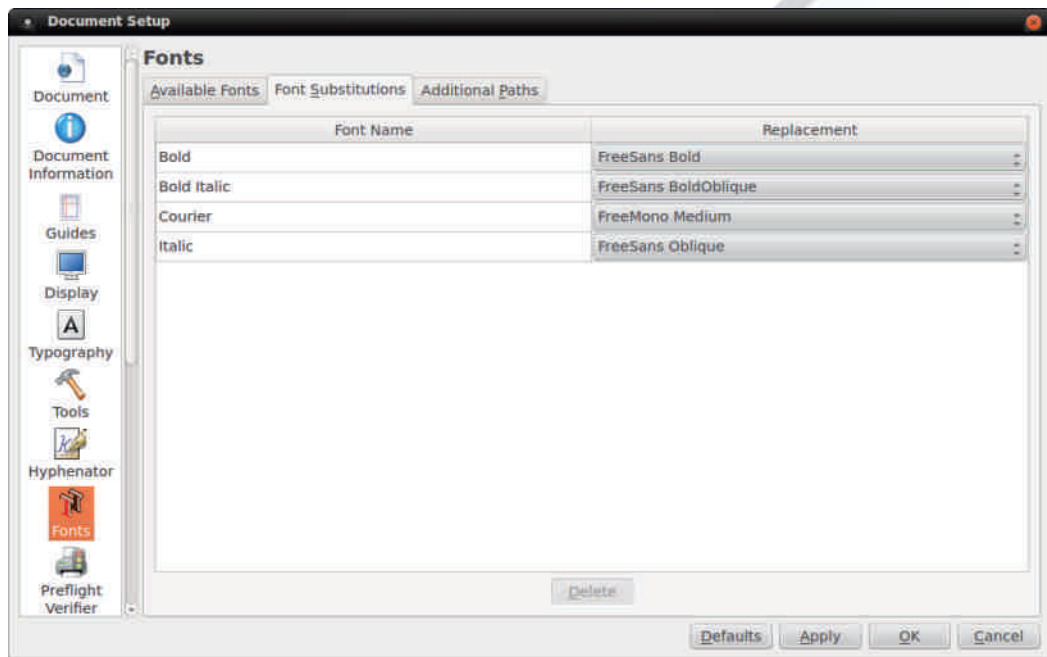 Document Setup
Document
Document
Information
Guides
Display
Typography
Tools
Hyphenator
Fonts
Preflight
Verifier
Fonts
Available Fonts Font Substitutions Additional Paths
Font Name Replacement
Bold FreeSans Bold
Bold Italic FreeSans BoldOblique
Courier FreeMono Medium
Italic FreeSans Oblique
Delete
Defaults Apply OK Cancel